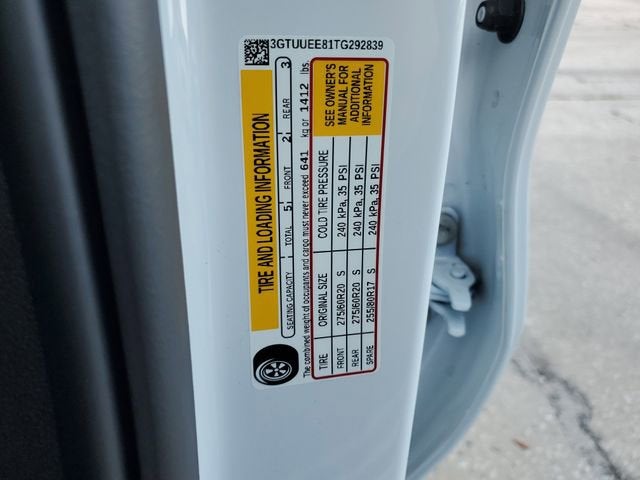 3GTUUEE81TG292839
TIRE AND LOADING INFORMATION
SEATING CAPACITY TOTAL 5 FRONT 2 REAR 3
The combined weight of occupants and cargo must never exceed 641 kg or 1412 lbs.
TIRE ORIGINAL SIZE COLD TIRE PRESSURE
FRONT 275/60R20 S 240 kPa, 35 PSI
REAR 275/60R20 S 240 kPa, 35 PSI
SPARE 255/80R17 S 240 kPa, 35 PSI
SEE OWNER'S
MANUAL FOR
ADDITIONAL
INFORMATION